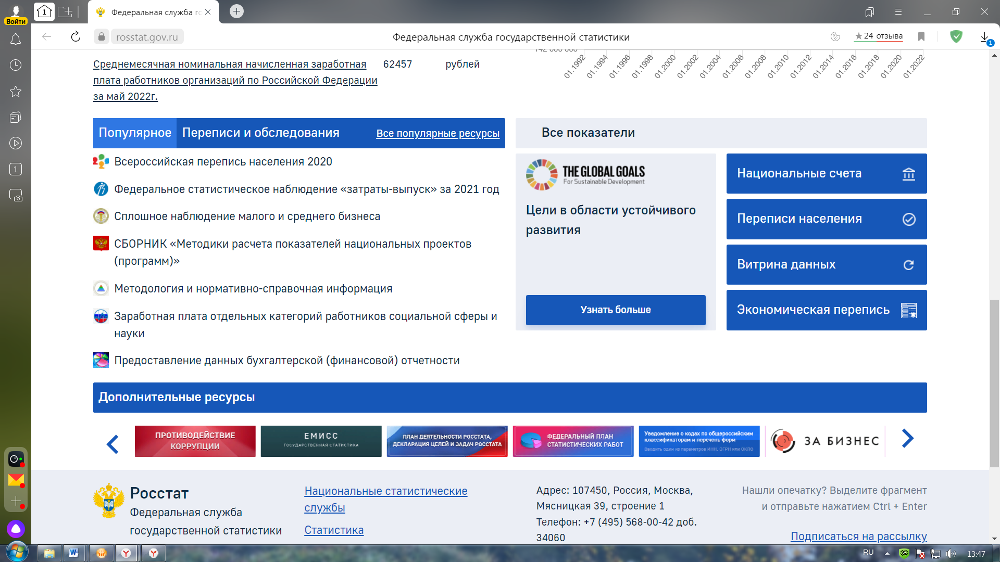 1
Федеральная служба гс
Войти
rosstat.gov.ru
Федеральная служба государственной статистики
★24 отзыва
1
142 000 000
01.1992 01.1994 01.1996 01.1998 01.2000 01.2002 01.2004 01.2006 01.2008 01.2010 01.2012 01.2014 01.2016 01.2018 01.2020 01.2022
Среднемесячная номинальная начисленная заработная 62457 рублей
плата работников организаций по Российской Федерации
за май 2022г.
Популярное Переписи и обследования Все популярные ресурсы
Всероссийская перепись населения 2020
Федеральное статистическое наблюдение «затраты-выпуск» за 2021 год
Сплошное наблюдение малого и среднего бизнеса
СБОРНИК «Методики расчета показателей национальных проектов
(программ)»
Методология и нормативно-справочная информация
Заработная плата отдельных категорий работников социальной сферы и
науки
Предоставление данных бухгалтерской (финансовой) отчетности
Все показатели
THE GLOBAL GOALS
For Sustainable Development
Цели в области устойчивого
развития
Узнать больше
Национальные счета
Переписи населения
Витрина данных
Экономическая перепись
1
Дополнительные ресурсы
ПРОТИВОДЕЙСТВИЕ
КОРРУПЦИИ
ЕМИСС
ГОСУДАРСТВЕННАЯ СТАТИСТИКА
ПЛАН ДЕЯТЕЛЬНОСТИ РОССТАТА,
ДЕКЛАРАЦИЯ ЦЕЛЕЙ И ЗАДАЧ РОССТАТА
ФЕДЕРАЛЬНЫЙ ПЛАН
СТАТИСТИЧЕСКИХ РАБОТ
Уведомление о кодах по общероссийским
классификаторам и перечень форм
Вводить один из параметров ИНН, ОГРН или ОКПО
ЗА БИЗНЕС
Росстат
Федеральная служба
государственной статистики
Национальные статистические
службы
Статистика
Адрес: 107450, Россия, Москва,
Мясницкая 39, строение 1
Телефон: +7 (495) 568-00-42 доб.
34060
Нашли опечатку? Выделите фрагмент
и отправьте нажатием Ctrl + Enter
Подписаться на рассылку
RU
13:47